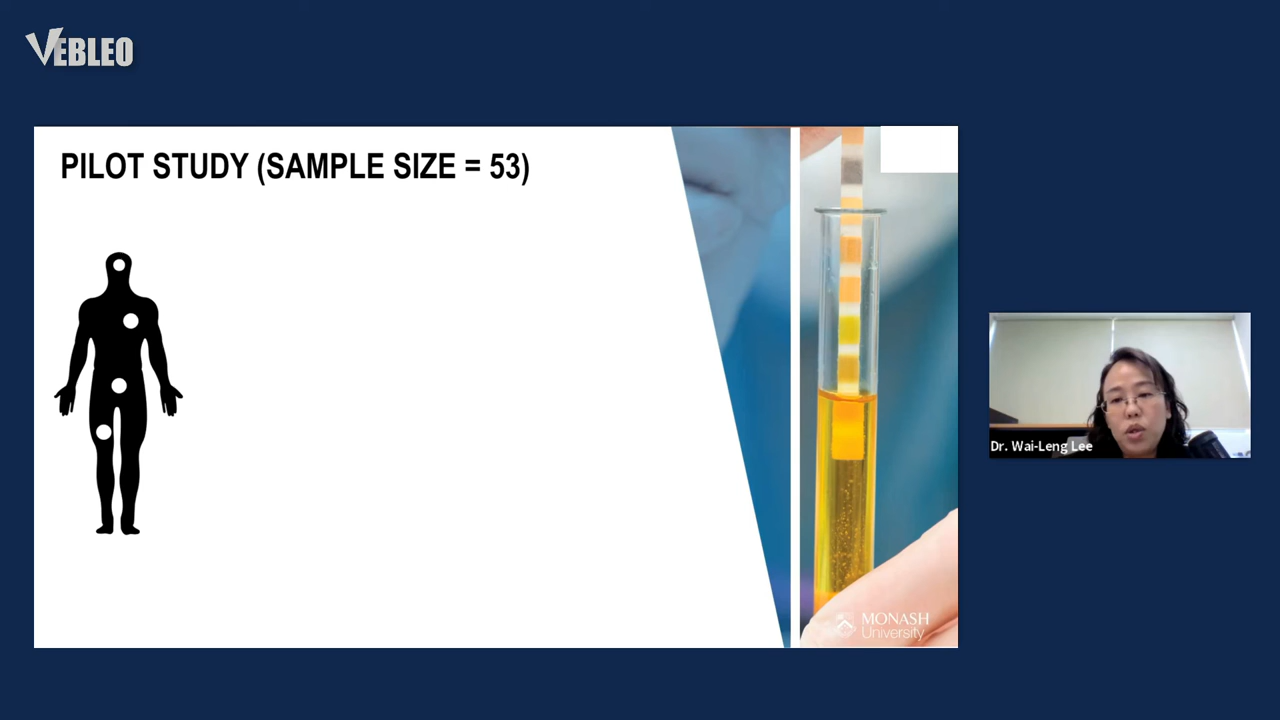 VEBLEO
PILOT STUDY (SAMPLE SIZE = 53)
Dr. Wai-Leng Lee
MONASH
University